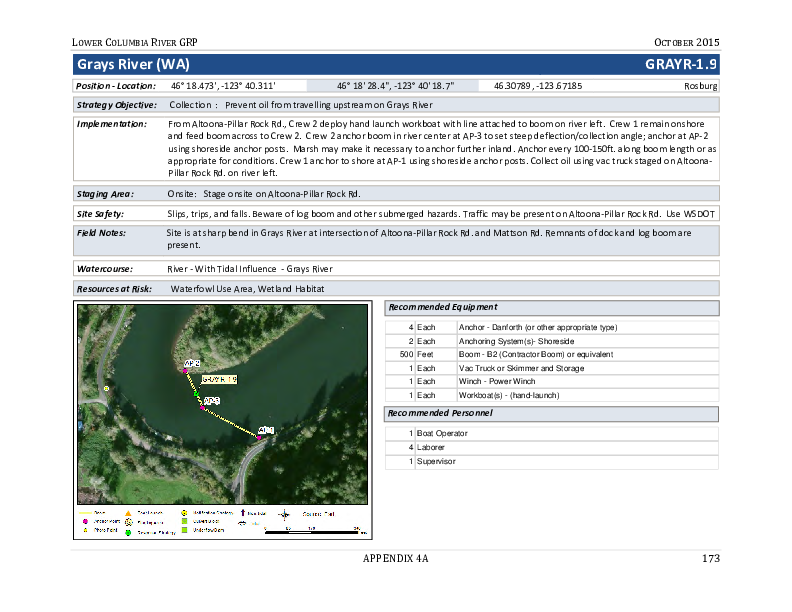 LOWER COLUMBIA RIVER GRP
OCTOBER 2015
Grays River (WA)
GRAYR-1.9
Position - Location: 46° 18.473', -123° 40.311' 46° 18' 28.4", -123° 40' 18.7" 46.30789, -123.67185 Rosburg
Strategy Objective: Collection : Prevent oil from travelling upstream on Grays River
Implementation: From Altoona-Pillar Rock Rd., Crew 2 deploy hand launch workboat with line attached to boom on river left. Crew 1 remain onshore
and feed boom across to Crew 2. Crew 2 anchor boom in river center at AP-3 to set steep deflection/collection angle; anchor at AP-2
using shoreside anchor posts. Marsh may make it necessary to anchor further inland. Anchor every 100-150ft. along boom length or as
appropriate for conditions. Crew 1 anchor to shore at AP-1 using shoreside anchor posts. Collect oil using vac truck staged on Altoona-
Pillar Rock Rd. on river left.
Staging Area: Onsite: Stage onsite on Altoona-Pillar Rock Rd.
Site Safety: Slips, trips, and falls. Beware of log boom and other submerged hazards. Traffic may be present on Altoona-Pillar Rock Rd. Use WSDOT
Field Notes: Site is at sharp bend in Grays River at intersection of Altoona-Pillar Rock Rd. and Mattson Rd. Remnants of dock and log boom are
present.
Watercourse: River - With Tidal Influence - Grays River
Resources at Risk: Waterfowl Use Area, Wetland Habitat
AP-2
GRAYR-1.9
AP-3
AP-1
Recommended Equipment
4 Each Anchor - Danforth (or other appropriate type)
2 Each Anchoring System(s)- Shoreside
500 Feet Boom - B2 (Contractor Boom) or equivalent
1 Each Vac Truck or Skimmer and Storage
1 Each Winch - Power Winch
1 Each Workboat(s) - (hand-launch)
Recommended Personnel
1 Boat Operator
4 Laborer
1 Supervisor
Anchor Point
Photo Point
APPENDIX 4A
173